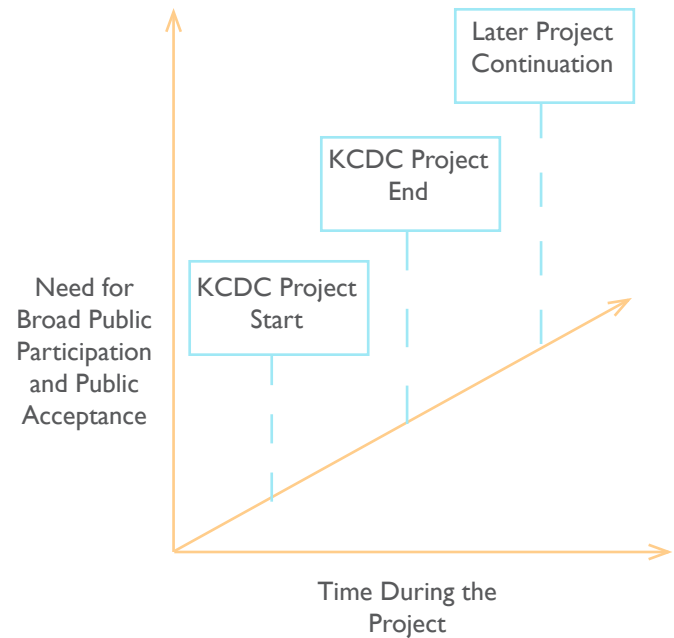 Later Project
Continuation
KCDC Project
End
KCDC Project
Start
Need for
Broad Public
Participation
and Public
Acceptance
Time During the
Project